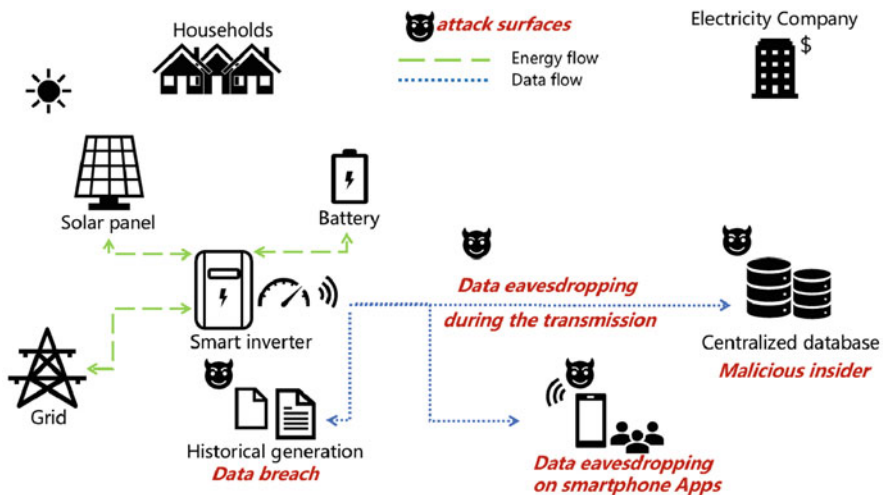 Households
attack surfaces
Electricity Company
$
Energy flow
Data flow
Solar panel
Battery
Data eavesdropping
during the transmission
Smart inverter
Centralized database
Malicious insider
Grid
Historical generation
Data breach
Data eavesdropping
on smartphone Apps